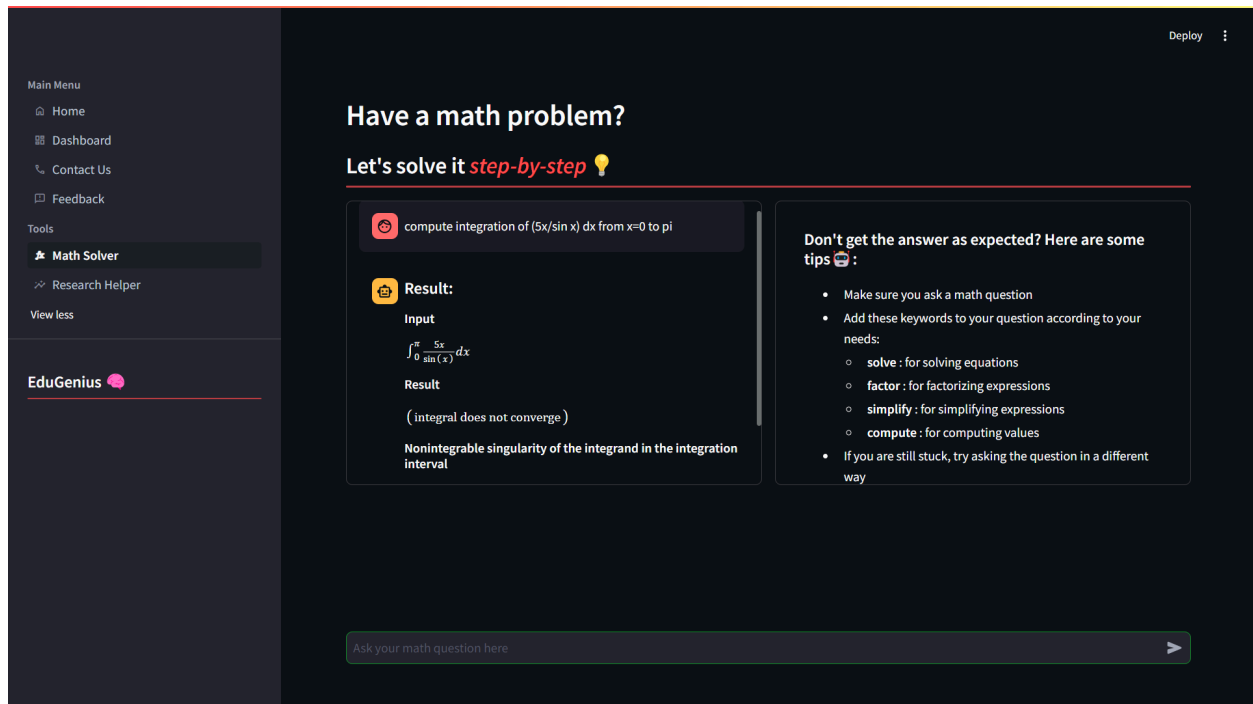 Deploy
Main Menu
Home
Dashboard
Contact Us
Feedback
Tools
Math Solver
Research Helper
View less
EduGenius
Have a math problem?
Let's solve it step-by-step
compute integration of (5x/sin x) dx from x=0 to pi
Result:
Input
∫₀^π 5x/sin(x) dx
Result
(integral does not converge)
Nonintegrable singularity of the integrand in the integration
interval
Don't get the answer as expected? Here are some
tips :
• Make sure you ask a math question
• Add these keywords to your question according to your
needs:
○ solve : for solving equations
○ factor : for factorizing expressions
○ simplify : for simplifying expressions
○ compute : for computing values
• If you are still stuck, try asking the question in a different
way
Ask your math question here